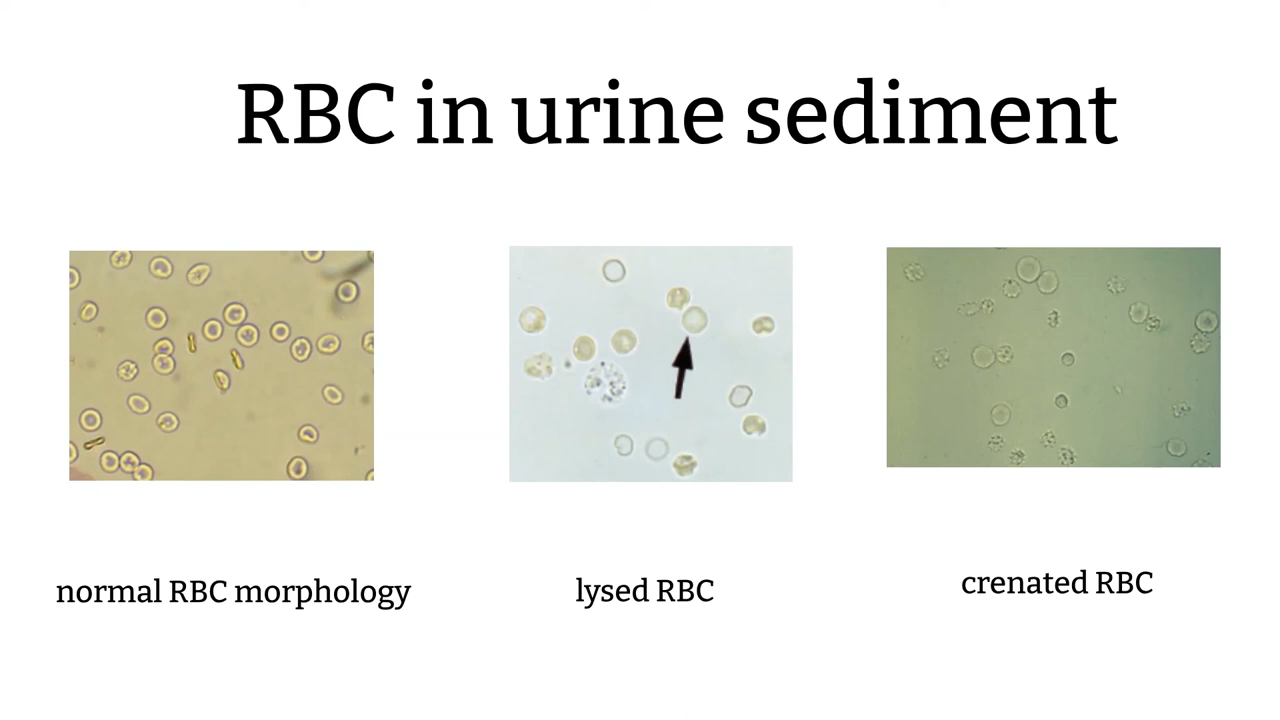 RBC in urine sediment
normal RBC morphology
lysed RBC
crenated RBC